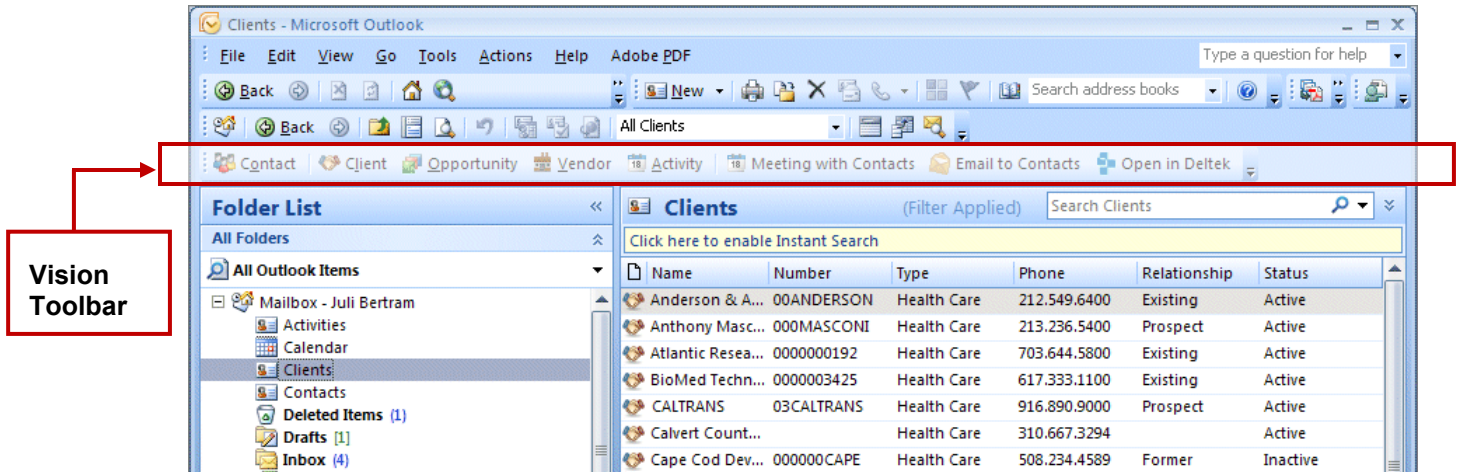 Clients - Microsoft Outlook
File Edit View Go Tools Actions Help Adobe PDF Type a question for help
Back New Search address books
Back All Clients
Contact Client Opportunity Vendor 18 Activity 18 Meeting with Contacts Email to Contacts Open in Deltek
Folder List Clients (Filter Applied) Search Clients
All Folders Click here to enable Instant Search
All Outlook Items Name Number Type Phone Relationship Status
Vision
Toolbar
Mailbox - Juli Bertram Anderson & A... 00ANDERSON Health Care 212.549.6400 Existing Active
Activities Anthony Masc... 000MASCONI Health Care 213.236.5400 Prospect Active
Calendar Atlantic Resea... 0000000192 Health Care 703.644.5800 Existing Active
Clients BioMed Techn... 0000003425 Health Care 617.333.1100 Existing Active
Contacts CALTRANS 03CALTRANS Health Care 916.890.9000 Prospect Active
Deleted Items (1)
Drafts [1] Calvert Count... Health Care 310.667.3294 Active
Inbox (4) Cape Cod Dev... 000000CAPE Health Care 508.234.4589 Former Inactive